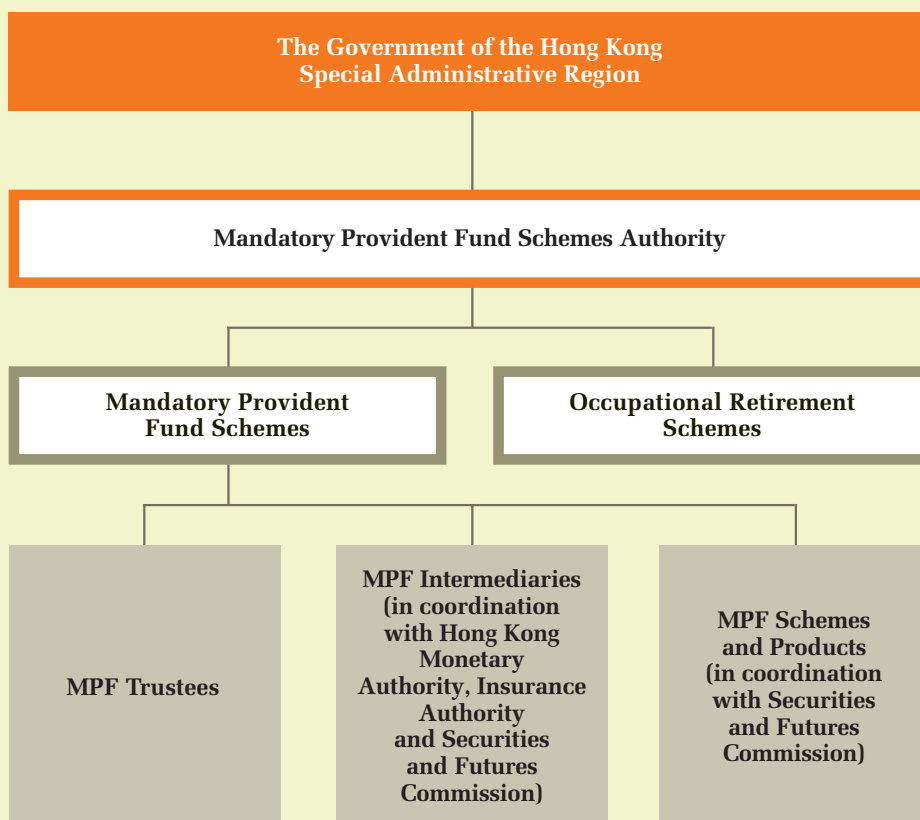 The Government of the Hong Kong
Special Administrative Region
Mandatory Provident Fund Schemes Authority
Mandatory Provident
Fund Schemes
Occupational Retirement
Schemes
MPF Trustees
MPF Intermediaries
(in coordination
with Hong Kong
Monetary
Authority, Insurance
Authority
and Securities
and Futures
Commission)
MPF Schemes
and Products
(in coordination
with Securities
and Futures
Commission)